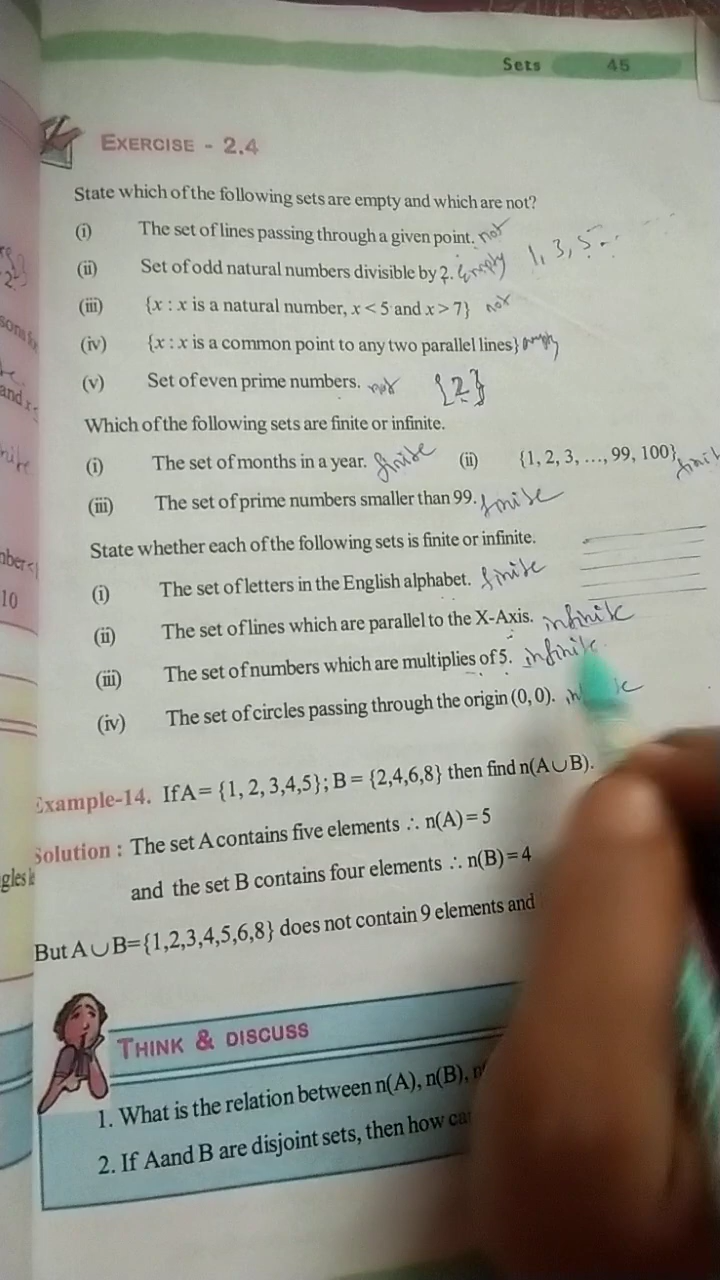 Sets 45
EXERCISE - 2.4
State which of the following sets are empty and which are not?
(i) The set of lines passing through a given point. not
(ii) Set of odd natural numbers divisible by 2. Empty 1, 3, 5 - -
(iii) {x : x is a natural number, x < 5 and x > 7} not
(iv) {x : x is a common point to any two parallel lines} empty
(v) Set of even prime numbers. not {2}
Which of the following sets are finite or infinite.
(i) The set of months in a year. finite (ii) {1, 2, 3, ..., 99, 100}
(iii) The set of prime numbers smaller than 99. finite
State whether each of the following sets is finite or infinite.
(i) The set of letters in the English alphabet. finite
(ii) The set of lines which are parallel to the X-Axis. infinite
(iii) The set of numbers which are multiplies of 5. infinite
(iv) The set of circles passing through the origin (0, 0).
Example-14. If A = {1, 2, 3,4,5}; B = {2,4,6,8} then find n(A∪B).
Solution : The set A contains five elements ∴ n(A) = 5
and the set B contains four elements ∴ n(B) = 4
But A∪B={1,2,3,4,5,6,8} does not contain 9 elements and
THINK & DISCUSS
1. What is the relation between n(A), n(B),
2. If A and B are disjoint sets, then how
and
10